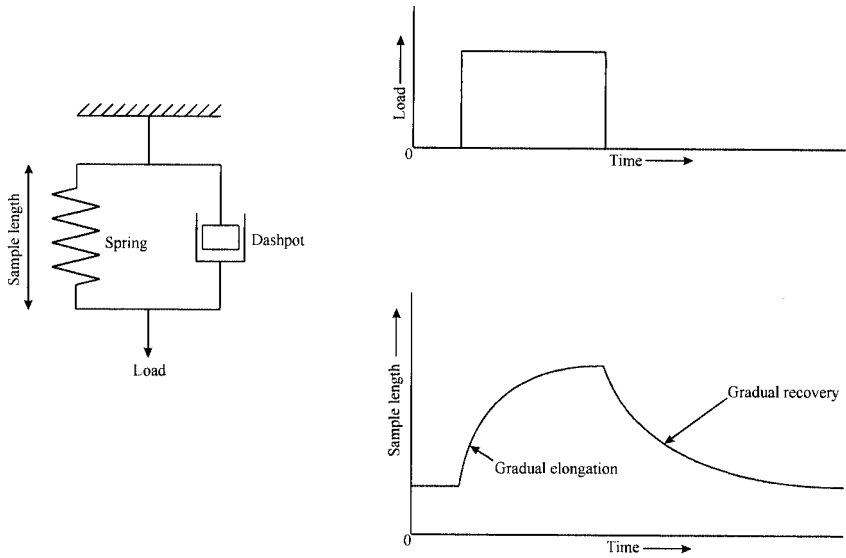 Sample length
Spring
Dashpot
Load
Load
0
Time
Sample length
Gradual elongation
Gradual recovery
0
Time